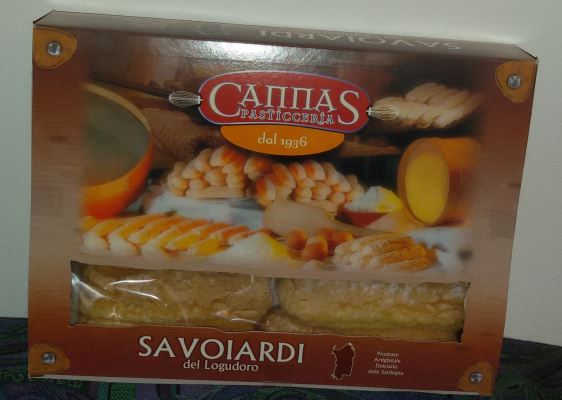 SAVOIARDI
CANNAS
PASTICCERIA
dal 1936
SAVOIARDI
del Logudoro
Prodotto
Artigianale
Dolciario
della Sardegna